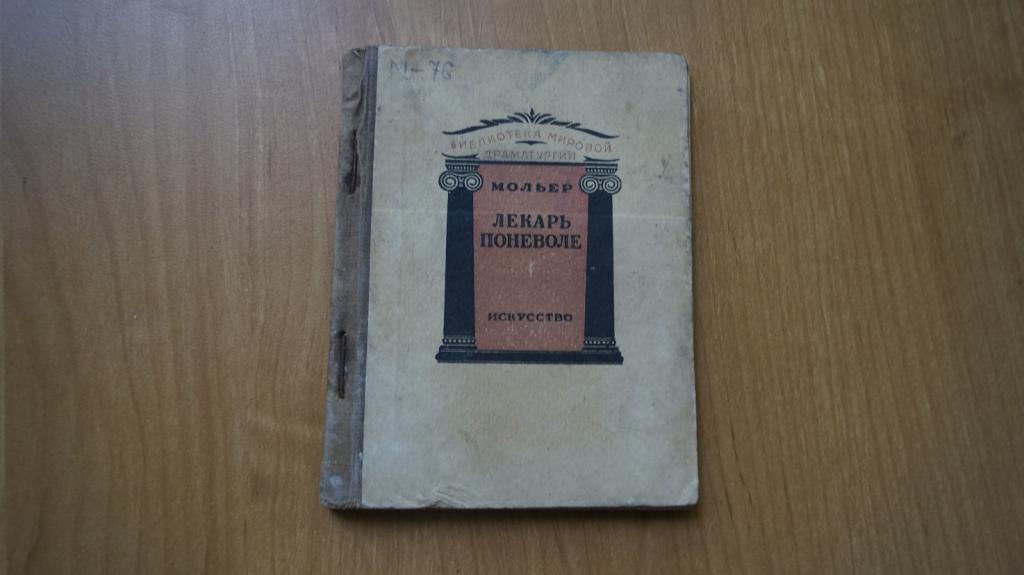 М-76
БИБЛИОТЕКА МИРОВОЙ
ДРАМАТУРГИИ
МОЛЬЕР
ЛЕКАРЬ
ПОНЕВОЛЕ
ИСКУССТВО